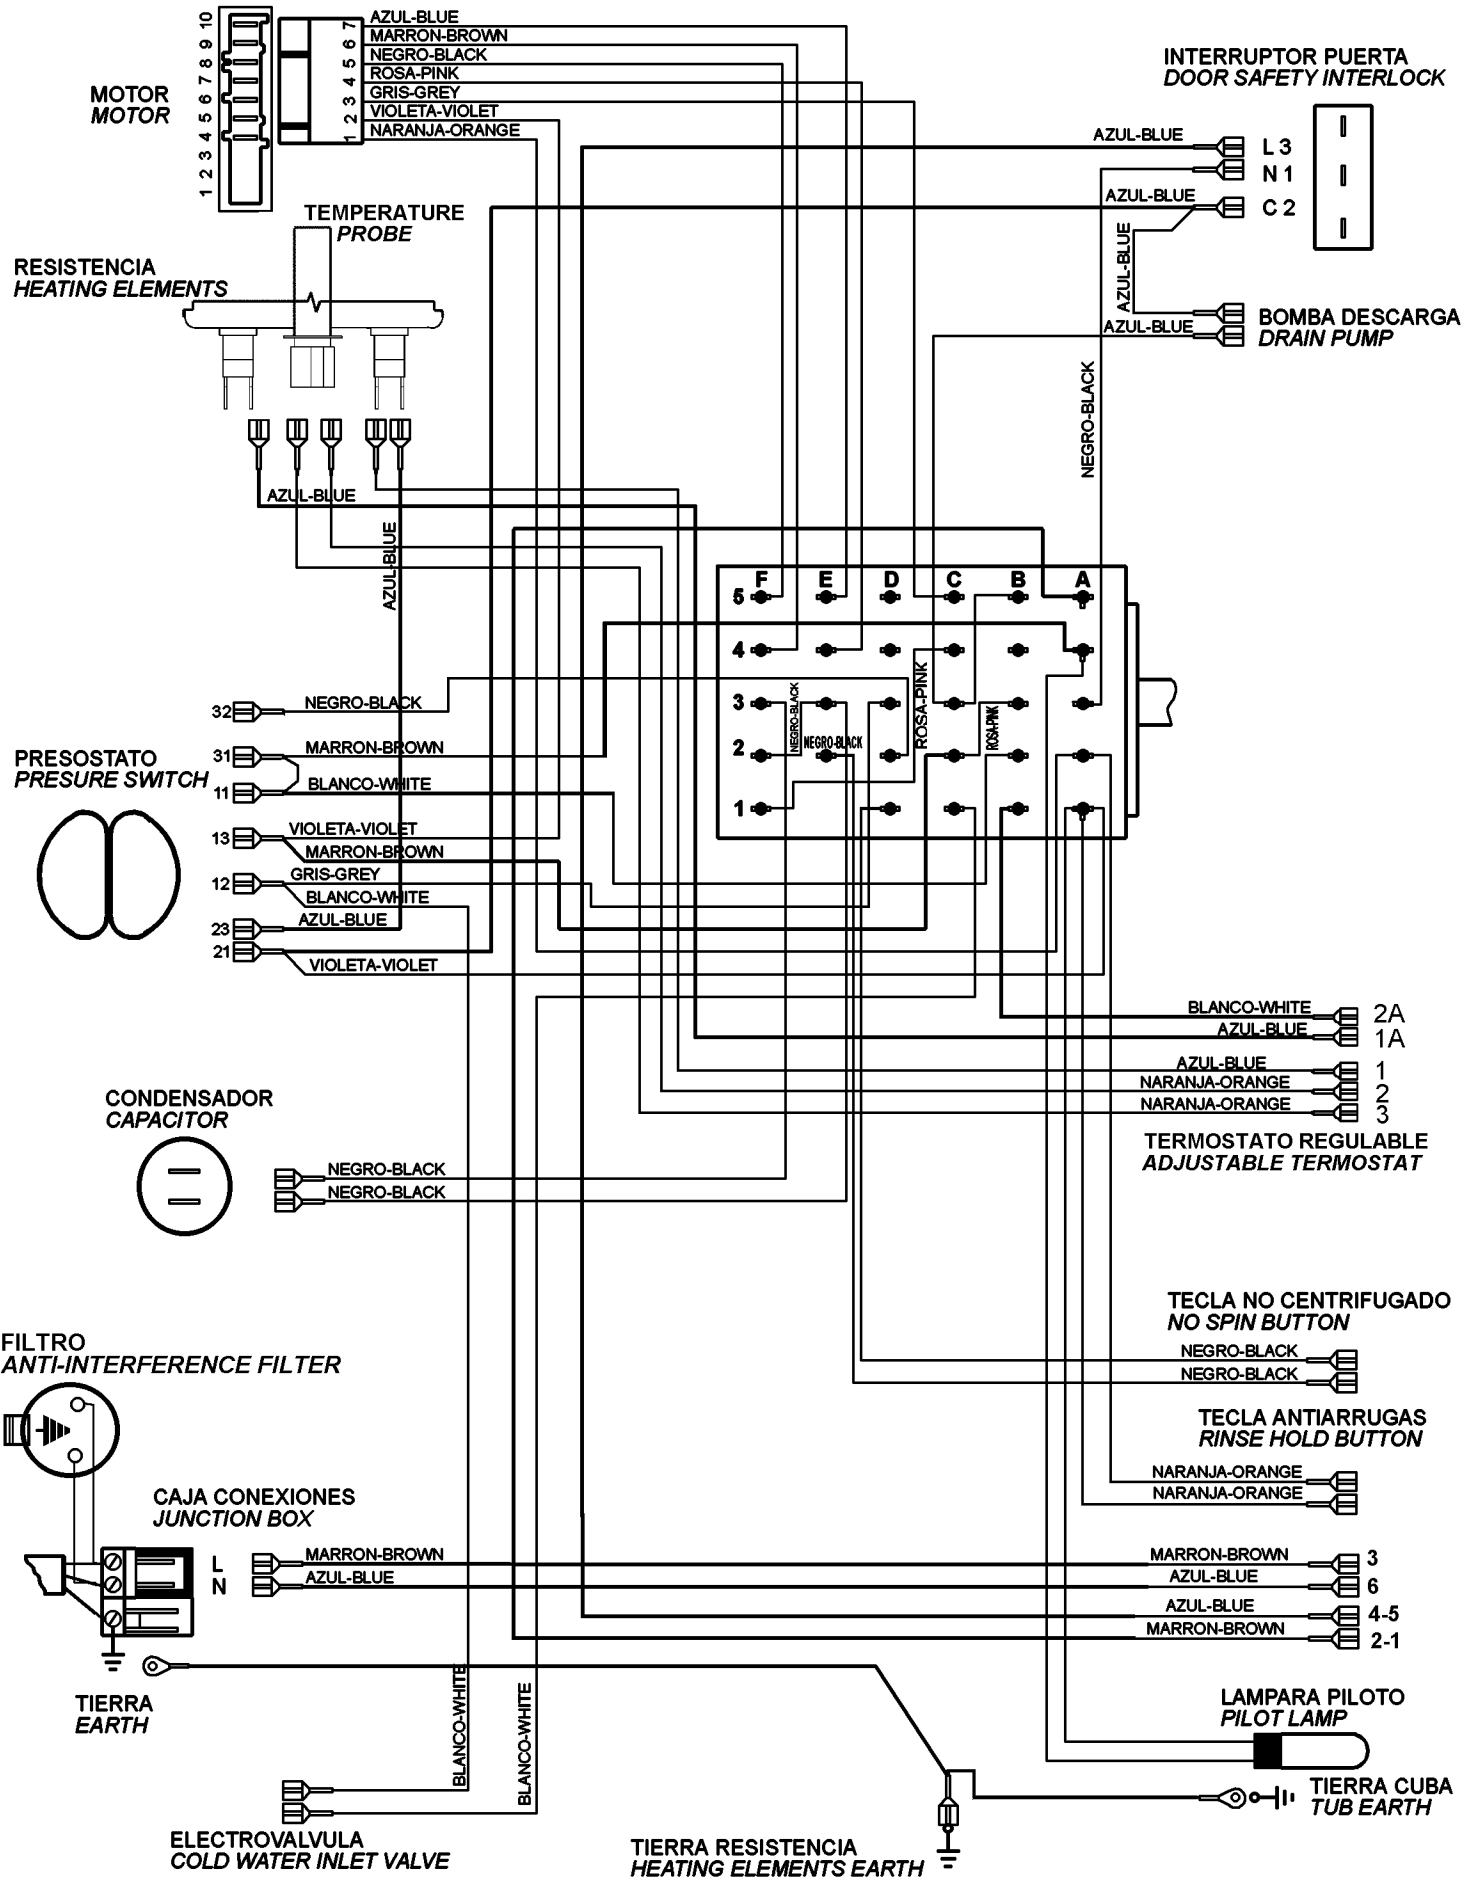 MOTOR
MOTOR
10
9
8
7
6
5
4
3
2
1
7
6
5
4
3
2
1
AZUL-BLUE
MARRON-BROWN
NEGRO-BLACK
ROSA-PINK
GRIS-GREY
VIOLETA-VIOLET
NARANJA-ORANGE
INTERRUPTOR PUERTA
DOOR SAFETY INTERLOCK
AZUL-BLUE
L 3
N 1
AZUL-BLUE
C 2
AZUL-BLUE
BOMBA DESCARGA
DRAIN PUMP
AZUL-BLUE
NEGRO-BLACK
TEMPERATURE
PROBE
RESISTENCIA
HEATING ELEMENTS
AZUL-BLUE
AZUL-BLUE
F E D C B A
5
4
3
2
1
NEGRO-BLACK
NEGRO-BLACK
ROSA-PINK
ROSA-PINK
PRESOSTATO
PRESURE SWITCH
32
NEGRO-BLACK
31
MARRON-BROWN
11
BLANCO-WHITE
13
VIOLETA-VIOLET
MARRON-BROWN
12
GRIS-GREY
BLANCO-WHITE
23
AZUL-BLUE
21
VIOLETA-VIOLET
BLANCO-WHITE
2A
AZUL-BLUE
1A
AZUL-BLUE
1
NARANJA-ORANGE
2
NARANJA-ORANGE
3
TERMOSTATO REGULABLE
ADJUSTABLE TERMOSTAT
CONDENSADOR
CAPACITOR
NEGRO-BLACK
NEGRO-BLACK
TECLA NO CENTRIFUGADO
NO SPIN BUTTON
NEGRO-BLACK
NEGRO-BLACK
TECLA ANTIARRUGAS
RINSE HOLD BUTTON
NARANJA-ORANGE
NARANJA-ORANGE
FILTRO
ANTI-INTERFERENCE FILTER
CAJA CONEXIONES
JUNCTION BOX
L
MARRON-BROWN
N
AZUL-BLUE
MARRON-BROWN
3
AZUL-BLUE
6
AZUL-BLUE
4-5
MARRON-BROWN
2-1
TIERRA
EARTH
BLANCO-WHITE
BLANCO-WHITE
ELECTROVALVULA
COLD WATER INLET VALVE
LAMPARA PILOTO
PILOT LAMP
TIERRA CUBA
TUB EARTH
TIERRA RESISTENCIA
HEATING ELEMENTS EARTH